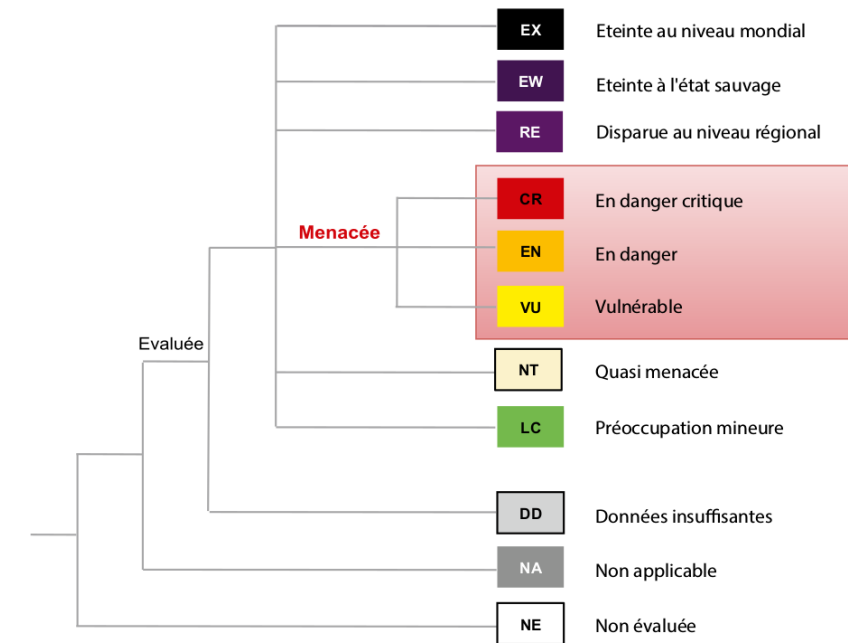 EX Eteinte au niveau mondial
EW Eteinte à l'état sauvage
RE Disparue au niveau régional
CR En danger critique
Menacée
EN En danger
VU Vulnérable
Evaluée
NT Quasi menacée
LC Préoccupation mineure
DD Données insuffisantes
NA Non applicable
NE Non évaluée